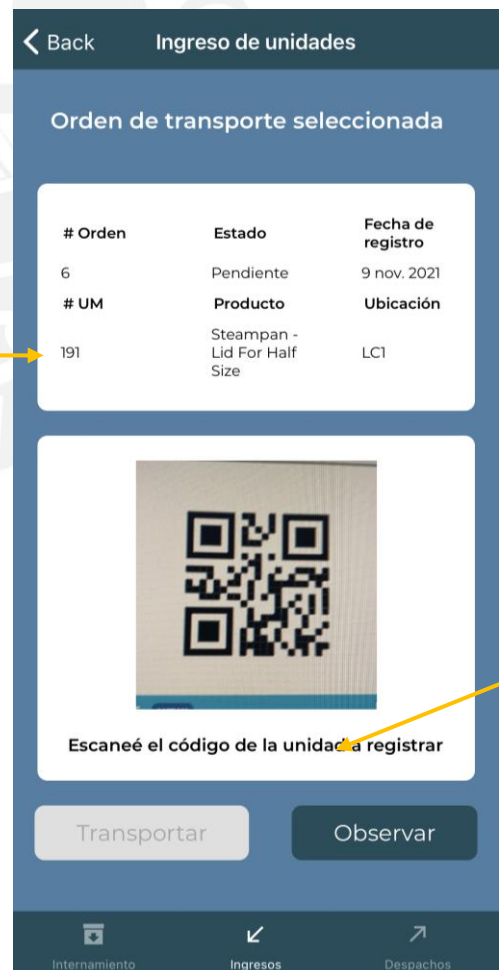 Back Ingreso de unidades
Orden de transporte seleccionada
# Orden Estado Fecha de
registro
6 Pendiente 9 nov. 2021
# UM Producto Ubicación
191 Steampan - LC1
Lid For Half
Size
Escaneé el código de la unidad a registrar
Transportar Observar
Internamiento Ingresos Despachos